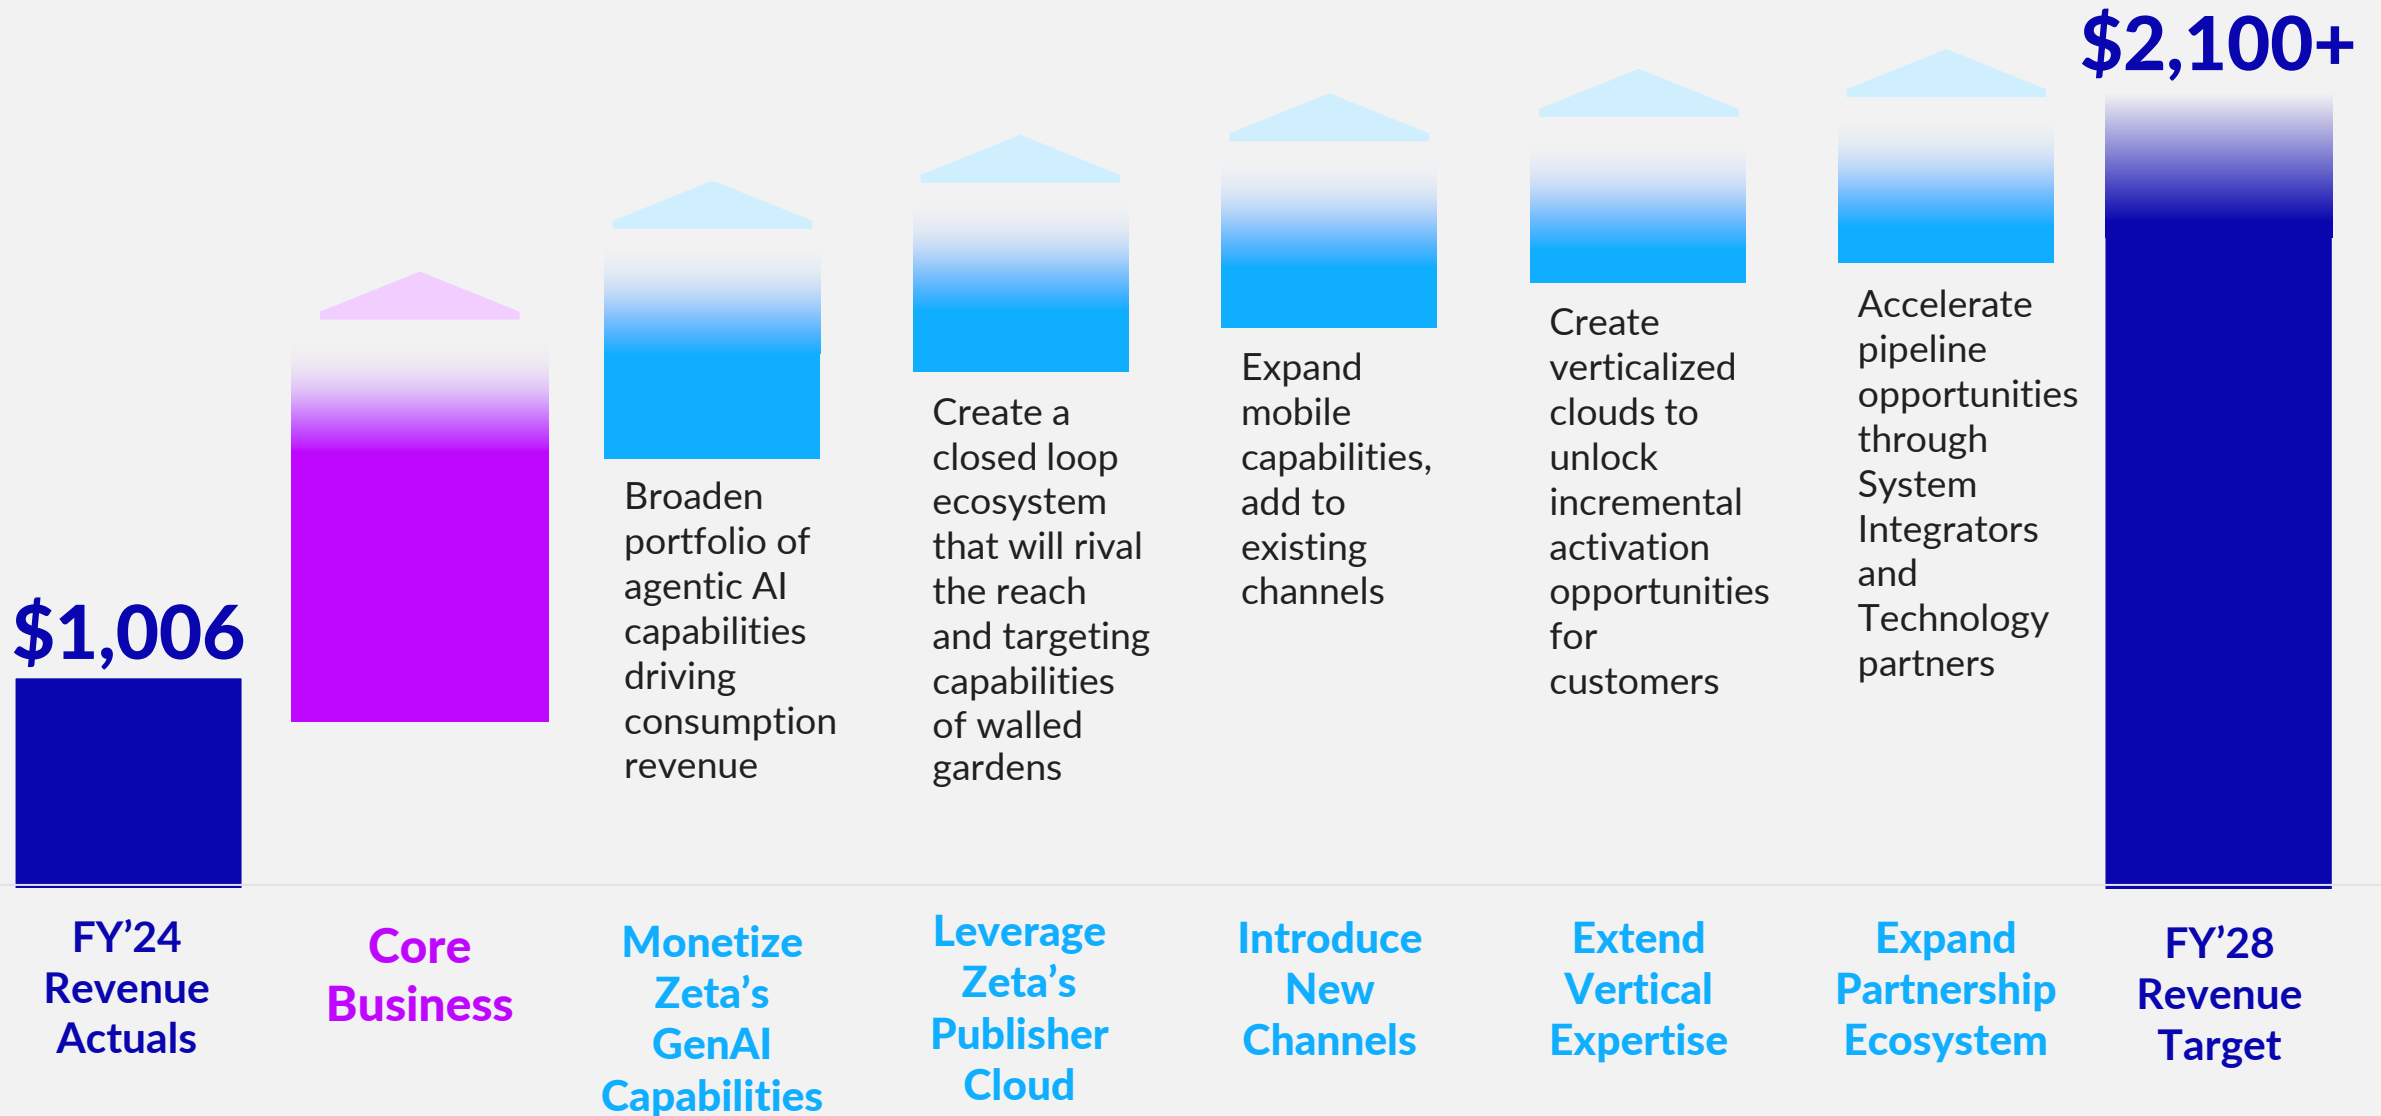 $2,100+
$1,006
Broaden
portfolio of
agentic AI
capabilities
driving
consumption
revenue
Create a
closed loop
ecosystem
that will rival
the reach
and targeting
capabilities
of walled
gardens
Expand
mobile
capabilities,
add to
existing
channels
Create
verticalized
clouds to
unlock
incremental
activation
opportunities
for
customers
Accelerate
pipeline
opportunities
through
System
Integrators
and
Technology
partners
FY’24
Revenue
Actuals
Core
Business
Monetize
Zeta’s
GenAI
Capabilities
Leverage
Zeta’s
Publisher
Cloud
Introduce
New
Channels
Extend
Vertical
Expertise
Expand
Partnership
Ecosystem
FY’28
Revenue
Target